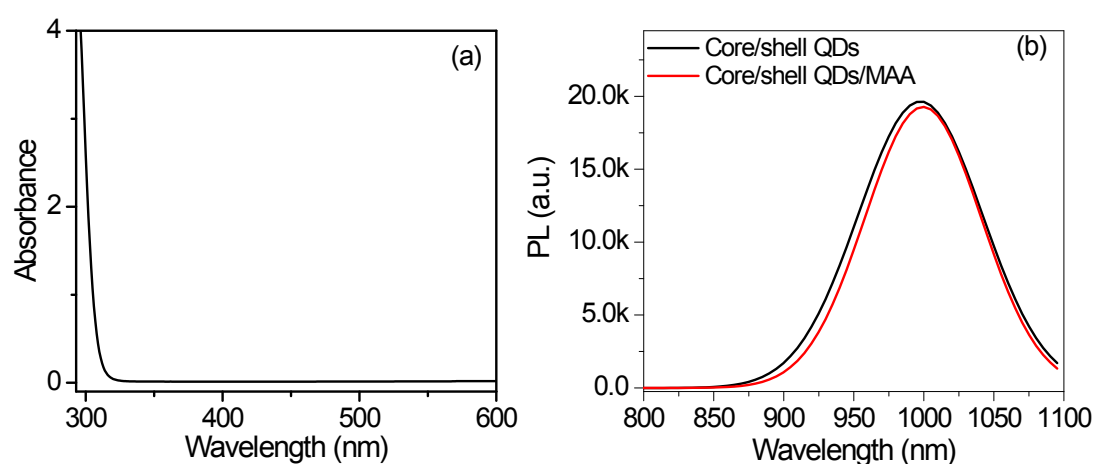 (a)
Absorbance
4
2
0
300 400 500 600
Wavelength (nm)
(b)
Core/shell QDs
Core/shell QDs/MAA
PL (a.u.)
20.0k
15.0k
10.0k
5.0k
0.0
800 850 900 950 1000 1050 1100
Wavelength (nm)